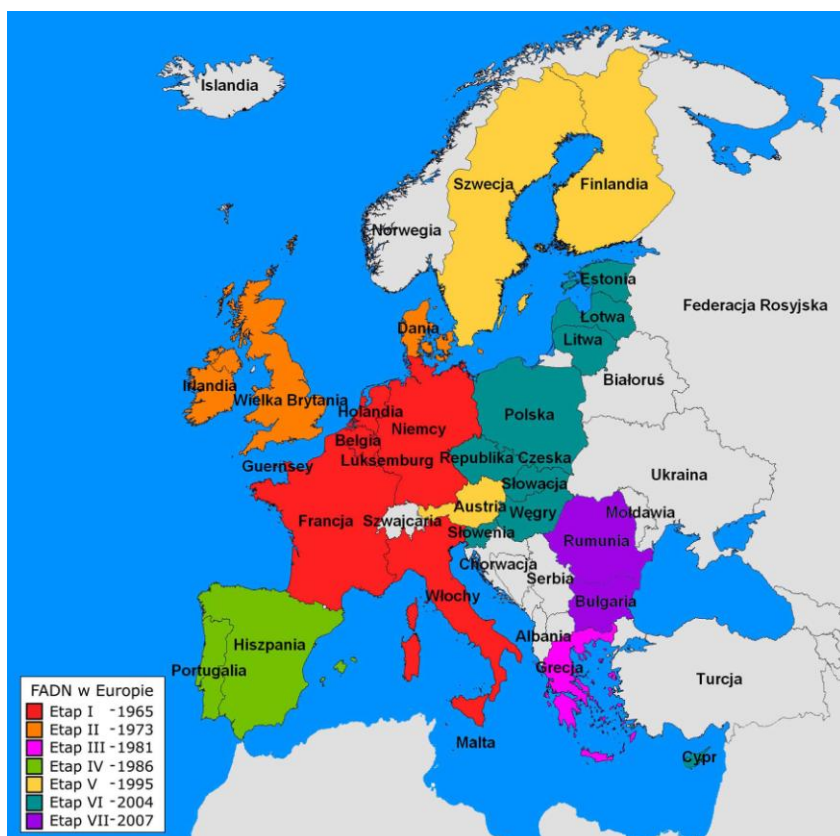 Islandia
Szwecja
Finlandia
Norwegia
Estonia
Federacja Rosyjska
Łotwa
Dania
Litwa
Białoruś
Irlandia
Wielka Brytania
Holandia
Niemcy
Polska
Belgia
Guernsey
Luksemburg
Republika Czeska
Słowacja
Ukraina
Francja
Szwajcaria
Austria
Węgry
Mołdawia
Słowenia
Rumunia
Chorwacja
Serbia
Włochy
Bułgaria
Albania
Hiszpania
Portugalia
Grecja
Turcja
Malta
Cypr
FADN w Europie
Etap I -1965
Etap II -1973
Etap III -1981
Etap IV -1986
Etap V -1995
Etap VI -2004
Etap VII-2007